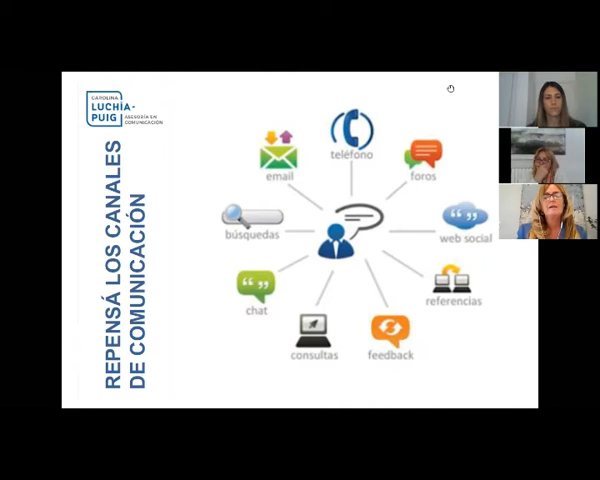 CAROLINA
LUCHÍA-
PUIG
ASESORÍA EN
COMUNICACIÓN
REPENSÁ LOS CANALES
DE COMUNICACIÓN
teléfono
email
foros
búsquedas
web social
chat
referencias
consultas
feedback